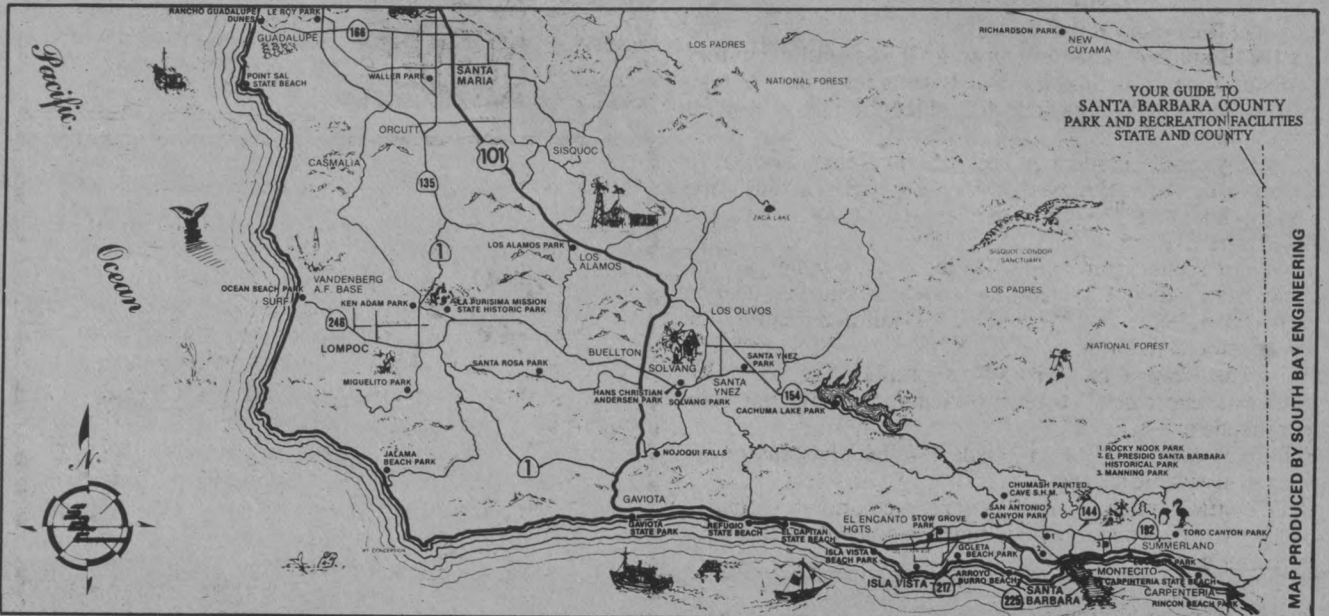 RANCHO GUADALUPE
DUNES
LE ROY PARK
GUADALUPE
166
POINT SAL
STATE BEACH
WALLER PARK
SANTA
MARIA
LOS PADRES
NATIONAL FOREST
RICHARDSON PARK
NEW
CUYAMA
YOUR GUIDE TO
SANTA BARBARA COUNTY
PARK AND RECREATION FACILITIES
STATE AND COUNTY
Pacific
Ocean
ORCUTT
CASMALIA
101
SISQUOC
135
ZACA LAKE
SISQUOC CONDOR
SANCTUARY
LOS ALAMOS PARK
LOS
ALAMOS
1
VANDENBERG
A.F. BASE
OCEAN BEACH PARK
SURF
KEN ADAM PARK
LA PURISIMA MISSION
STATE HISTORIC PARK
246
LOMPOC
LOS OLIVOS
LOS PADRES
NATIONAL FOREST
BUELLTON
SOLVANG
SANTA YNEZ
PARK
SANTA ROSA PARK
MIGUELITO PARK
HANS CHRISTIAN
ANDERSEN PARK
SOLVANG PARK
SANTA
YNEZ
154
CACHUMA LAKE PARK
JALAMA
BEACH PARK
1
NOJOQUI FALLS
1. ROCKY NOOK PARK
2. EL PRESIDIO SANTA BARBARA
HISTORICAL PARK
3. MANNING PARK
N
GAVIOTA
GAVIOTA
STATE PARK
REFUGIO
STATE BEACH
EL CAPITAN
STATE BEACH
EL ENCANTO
HGTS.
STOW GROVE
PARK
CHUMASH PAINTED
CAVE S.H.M.
SAN ANTONIO
CANYON PARK
144
192
TORO CANYON PARK
SUMMERLAND
1
2
3
ISLA VISTA
BEACH PARK
GOLETA
BEACH PARK
ISLA VISTA
217
ARROYO
BURRO BEACH
225
SANTA
BARBARA
MONTECITO
CARPINTERIA STATE BEACH
CARPENTERIA
RINCON BEACH PARK
PT CONCEPTION
MAP PRODUCED BY SOUTH BAY ENGINEERING